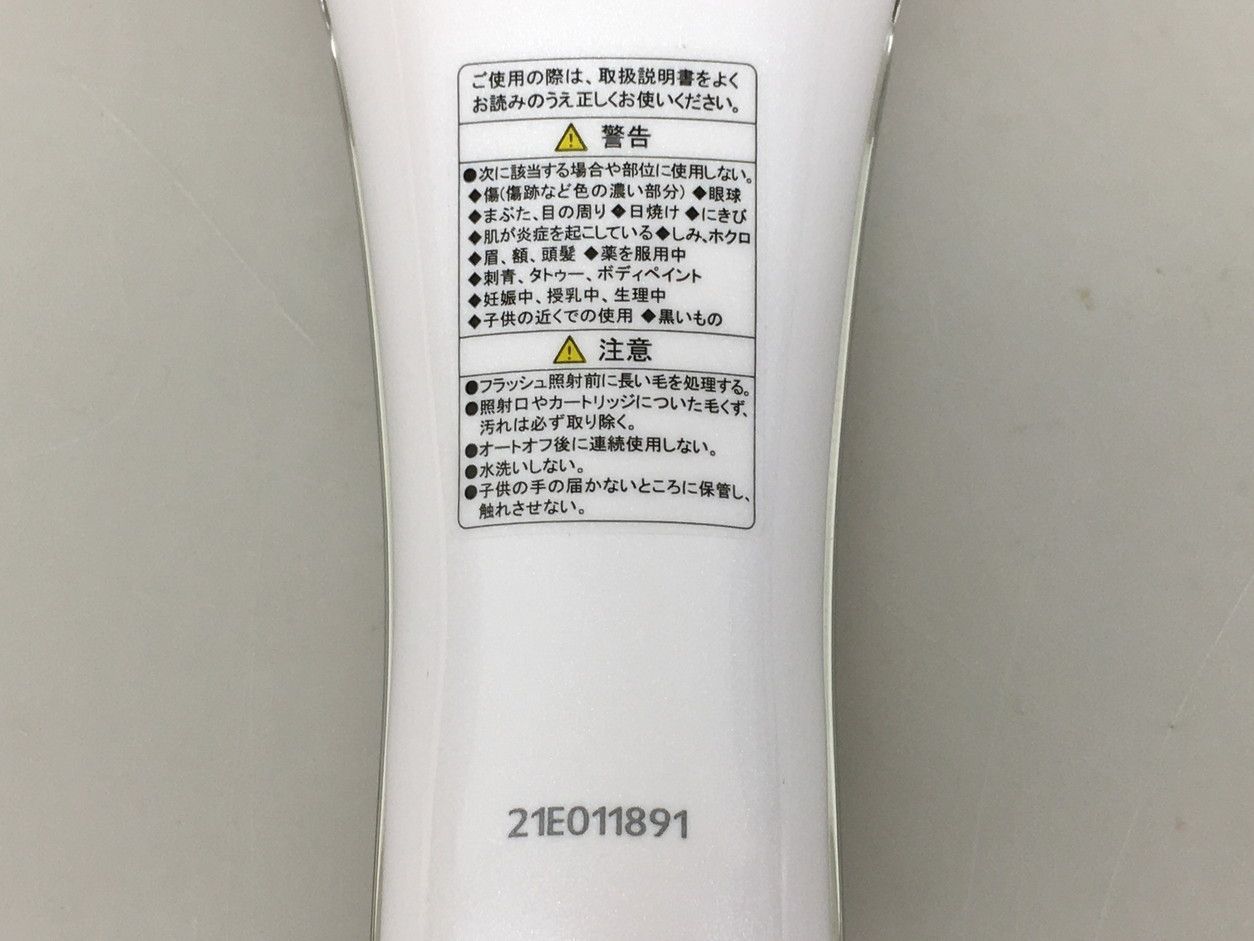 ご使用の際は、取扱説明書をよく
お読みのうえ正しくお使いください。
警告
●次に該当する場合や部位に使用しない。
◆傷(傷跡など色の濃い部分) ◆眼球
◆まぶた、目の周り◆日焼け ◆にきび
◆肌が炎症を起こしている◆しみ、ホクロ
◆眉、額、頭髪 ◆薬を服用中
◆刺青、タトゥー、ボディペイント
◆妊娠中、授乳中、生理中
◆子供の近くでの使用 ◆黒いもの
注意
●フラッシュ照射前に長い毛を処理する。
●照射口やカートリッジについた毛くず、
汚れは必ず取り除く。
●オートオフ後に連続使用しない。
●水洗いしない。
●子供の手の届かないところに保管し、
触れさせない。
21E011891